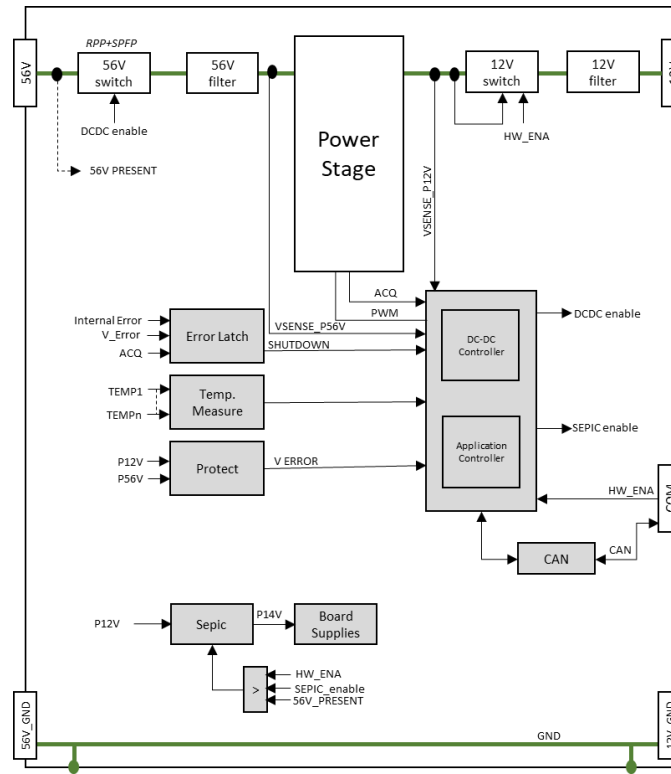 RPP+SPFP
56V
56V
switch
56V
filter
12V
switch
12V
filter
DCDC enable
HW_ENA
56V PRESENT
Power
Stage
VSENSE_P12V
ACQ
PWM
Internal Error
V_Error
ACQ
Error Latch
VSENSE_P56V
SHUTDOWN
DC-DC
Controller
DCDC enable
TEMP1
TEMPn
Temp.
Measure
Application
Controller
SEPIC enable
P12V
P56V
Protect
V ERROR
HW_ENA
COM
CAN
CAN
P12V
Sepic
P14V
Board
Supplies
>
HW_ENA
SEPIC_enable
56V_PRESENT
56V_GND
GND